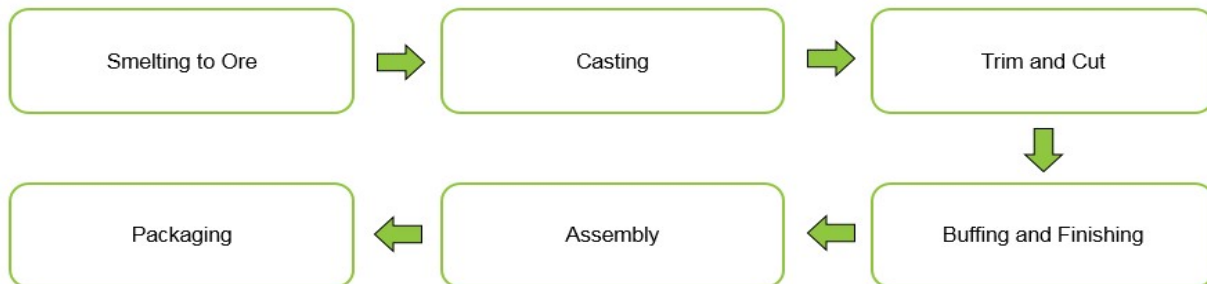 Smelting to Ore
Casting
Trim and Cut
Buffing and Finishing
Assembly
Packaging